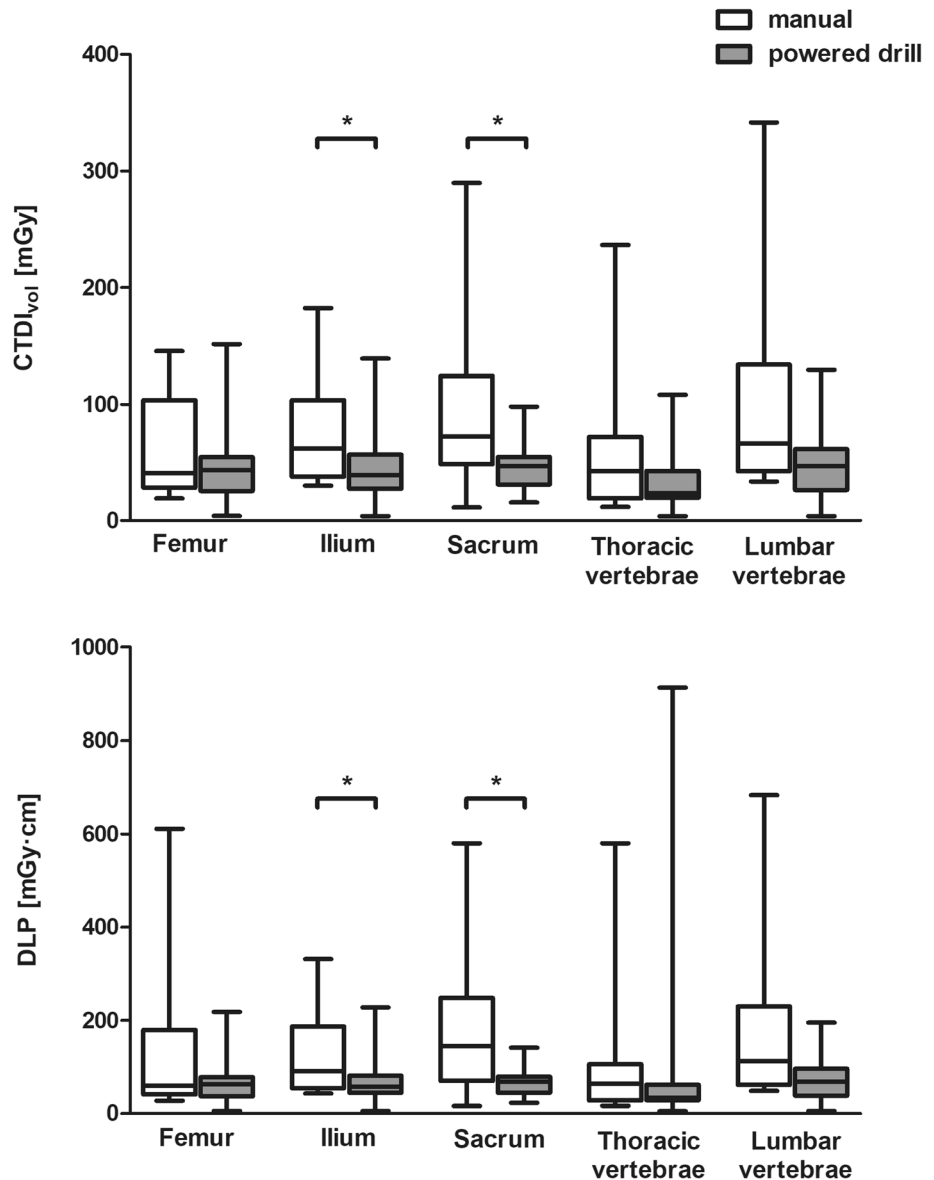 manual
powered drill
400
300
200
100
0
CTDIvol [mGy]
*
*
Femur
Ilium
Sacrum
Thoracic
vertebrae
Lumbar
vertebrae
1000
800
600
400
200
0
DLP [mGy·cm]
*
*
Femur
Ilium
Sacrum
Thoracic
vertebrae
Lumbar
vertebrae